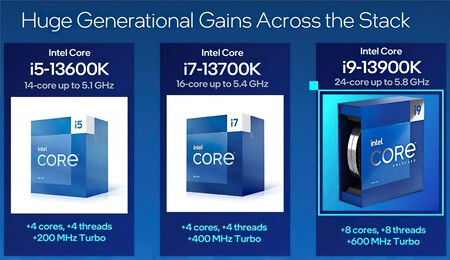 Huge Generational Gains Across the Stack
Intel Core
i5-13600K
14-core up to 5.1 GHz
i5
intel
CORE
+4 cores, +4 threads
+200 MHz Turbo
Intel Core
i7-13700K
16-core up to 5.4 GHz
i7
intel
CORE
+4 cores, +4 threads
+400 MHz Turbo
Intel Core
i9-13900K
24-core up to 5.8 GHz
i9
intel
CORE
UNLOCKED
+8 cores, +8 threads
+600 MHz Turbo